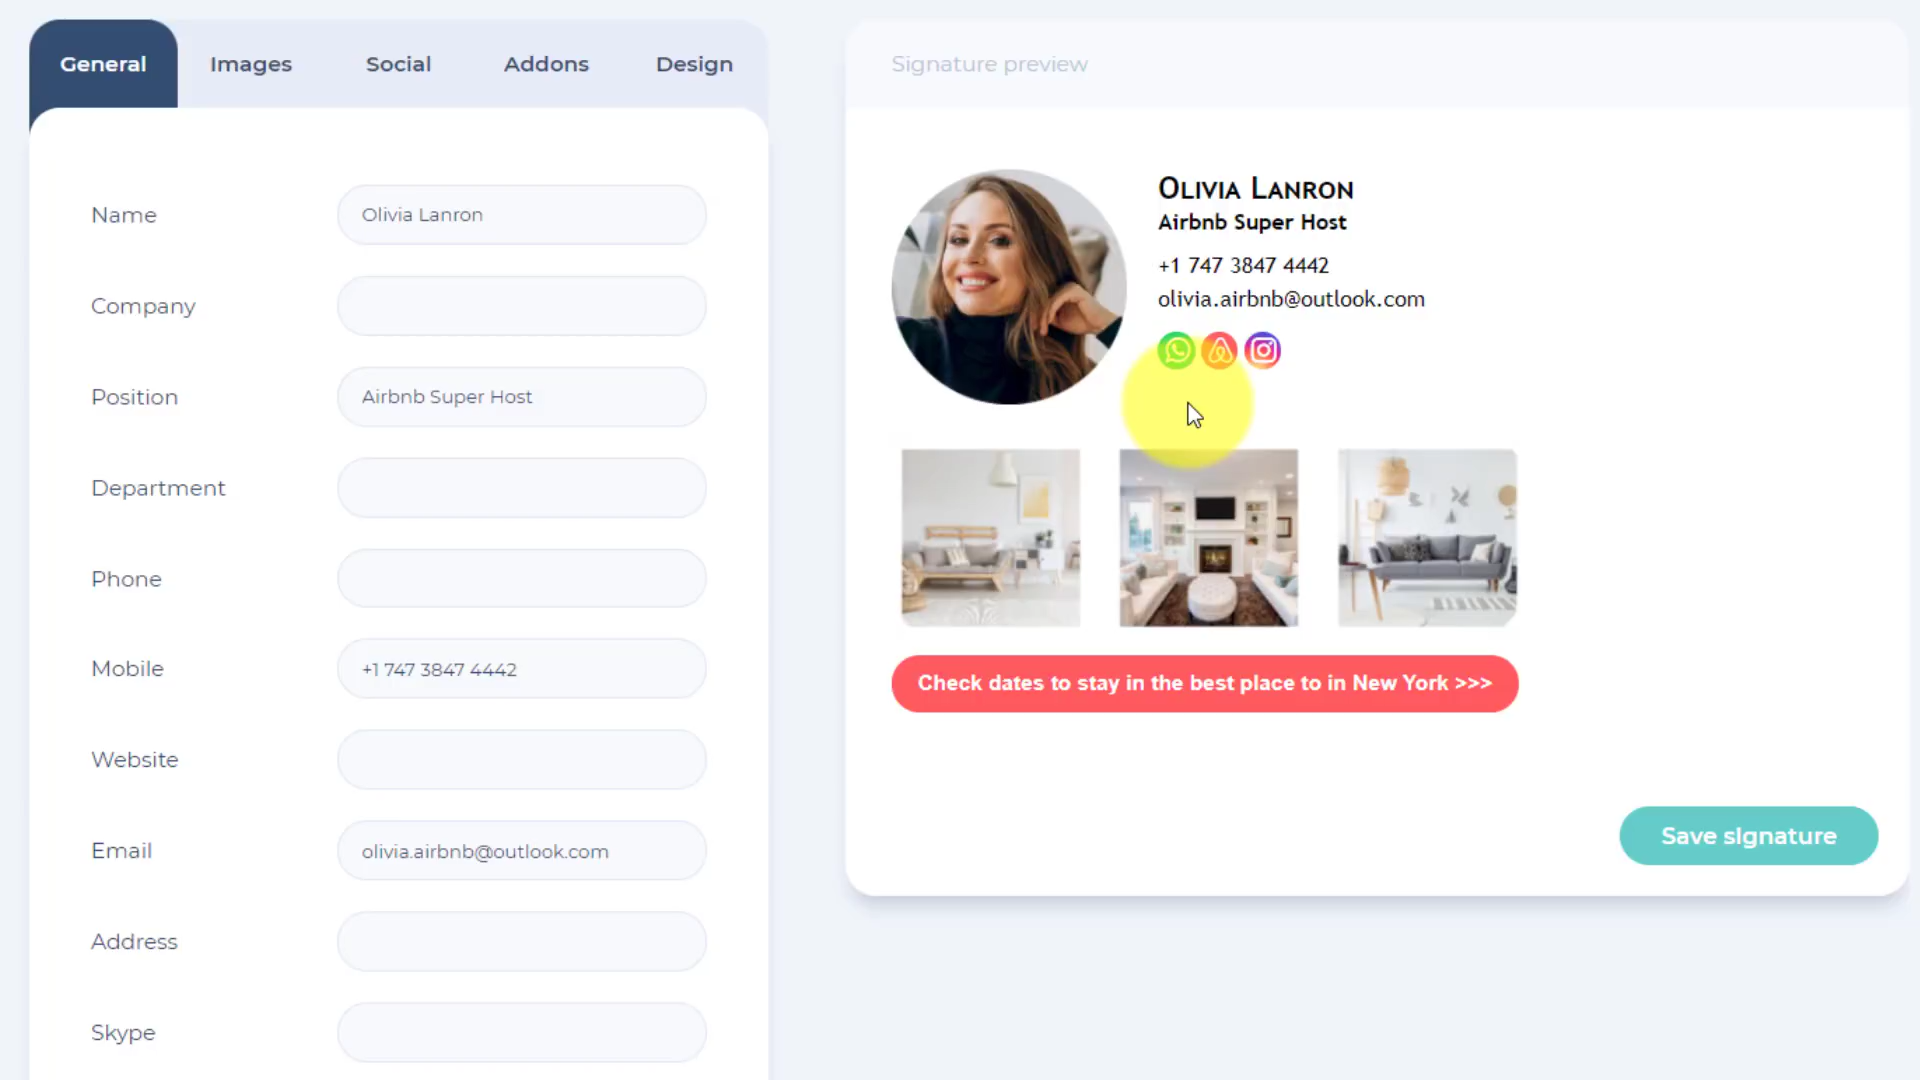 General
Images
Social
Addons
Design
Name
Olivia Lanron
Company
Position
Airbnb Super Host
Department
Phone
Mobile
+1 747 3847 4442
Website
Email
olivia.airbnb@outlook.com
Address
Skype
Signature preview
Olivia Lanron
Airbnb Super Host
+1 747 3847 4442
olivia.airbnb@outlook.com
Check dates to stay in the best place to in New York >>>
Save signature